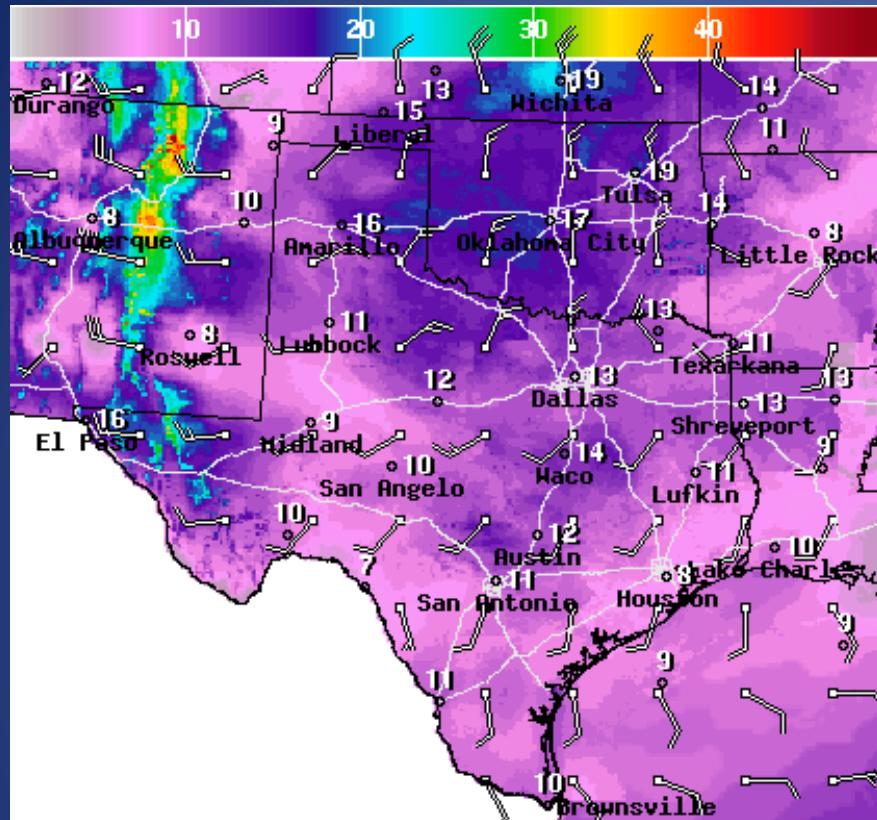 10 20 30 40
12 13 19 14
Durango Wichita
15
Liberal
9 11
19
Tulsa
8 10 16 17 14 8
Albuquerque Amarillo Oklahoma City Little Rock
8 11 13
Roswell Lubbock 11
Texarkana
12 13
Dallas 13 13
16 9 Shreveport
El Paso Midland
10 14 11 9
San Angelo Waco Lufkin
10 12 10
Austin
7 11 8 Lake Charles
San Antonio Houston
9
9
11
10
Brownsville